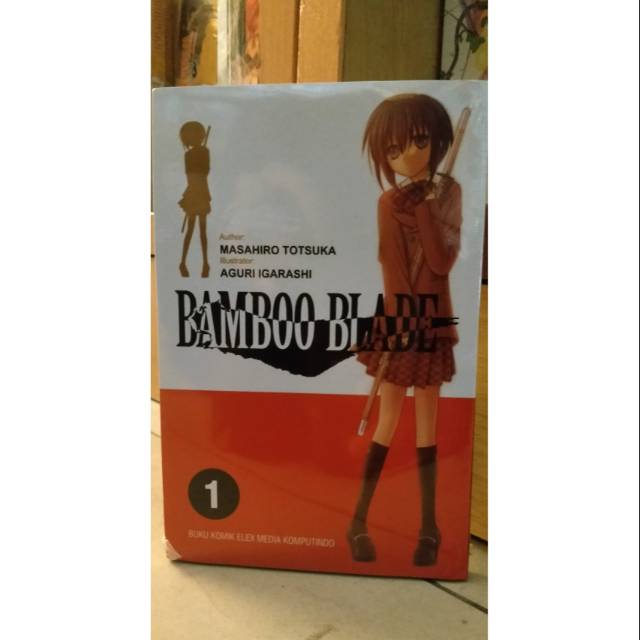 Author:
MASAHIRO TOTSUKA
Illustrator:
AGURI IGARASHI
BAMBOO BLADE
1
BUKU KOMIK ELEX MEDIA KOMPUTINDO